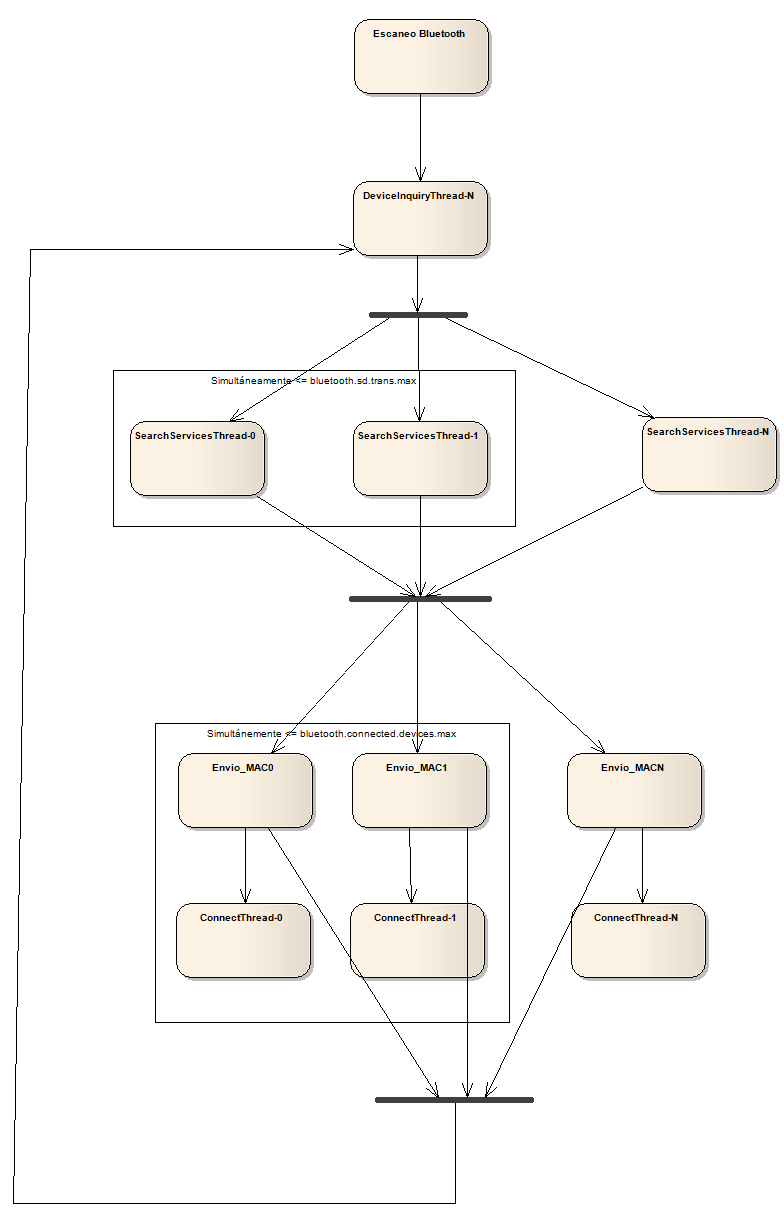 Escaneo Bluetooth
DeviceInquiryThread-N
Simultáneamente <= bluetooth.sd.trans.max
SearchServicesThread-0
SearchServicesThread-1
SearchServicesThread-N
Simultánemente <= bluetooth.connected.devices.max
Envio_MAC0
Envio_MAC1
Envio_MACN
ConnectThread-0
ConnectThread-1
ConnectThread-N